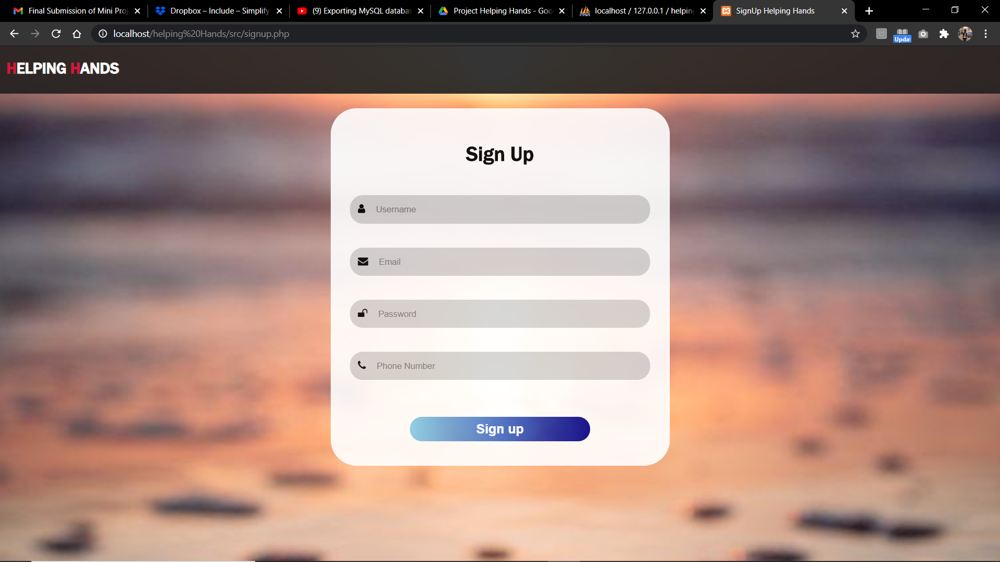 Final Submission of Mini Proj
Dropbox – Include – Simplify
(9) Exporting MySQL databas
Project Helping Hands - Goo
localhost / 127.0.0.1 / helping
SignUp Helping Hands
localhost/helping%20Hands/src/signup.php
Updat
HELPING HANDS
Sign Up
Username
Email
Password
Phone Number
Sign up